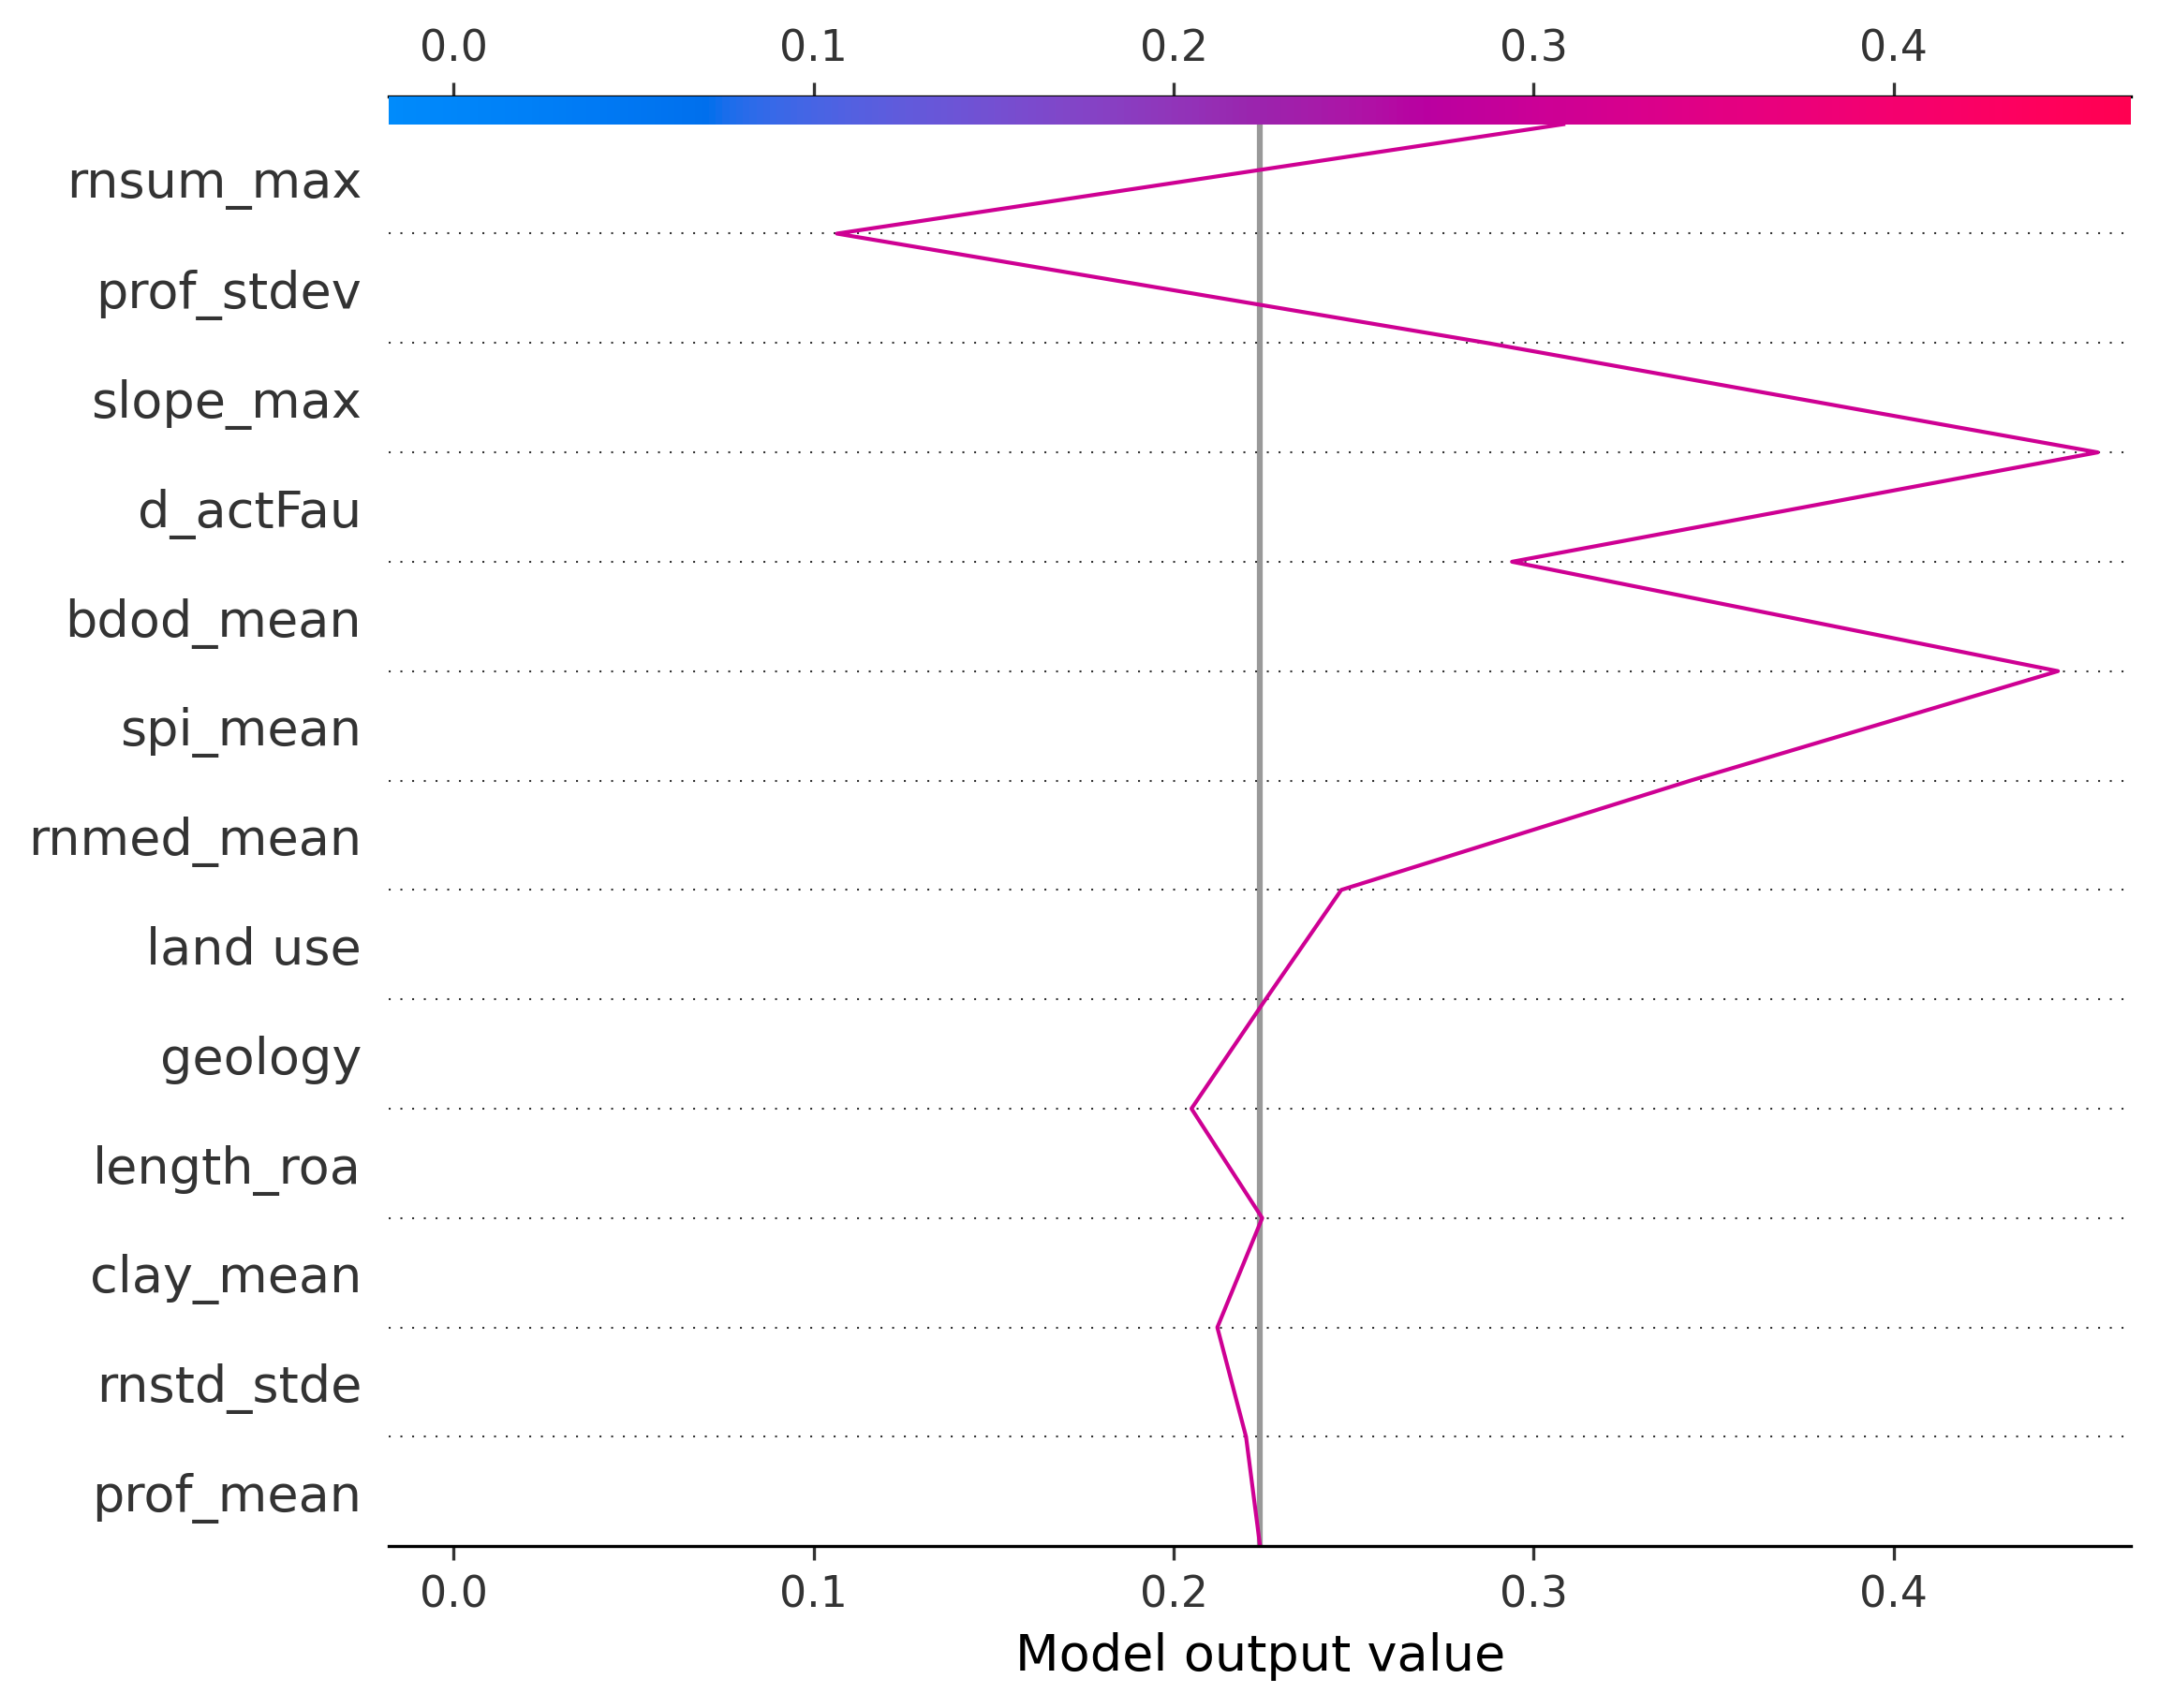 0.0 0.1 0.2 0.3 0.4
rnsum_max
prof_stdev
slope_max
d_actFau
bdod_mean
spi_mean
rnmed_mean
land use
geology
length_roa
clay_mean
rnstd_stde
prof_mean
0.0 0.1 0.2 0.3 0.4
Model output value